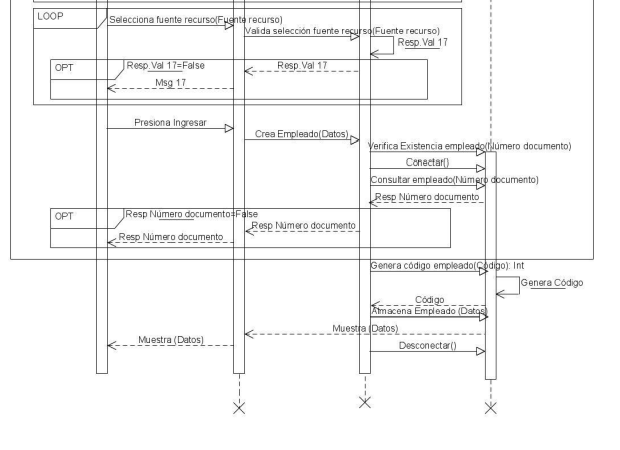 LOOP
Selecciona fuente recurso(Fuente recurso)
Valida selección fuente recurso(Fuente recurso)
Resp.Val 17
OPT
Resp.Val 17=False
Resp.Val 17
Msg 17
Presiona Ingresar
Crea Empleado(Datos)
Verifica Existencia empleado(Número documento)
Conectar()
Consultar empleado(Número documento)
Resp Número documento
OPT
Resp Número documento=False
Resp Número documento
Resp Número documento
Genera código empleado(Código): Int
Genera Código
Código
Almacena Empleado (Datos)
Muestra (Datos)
Muestra (Datos)
Desconectar()